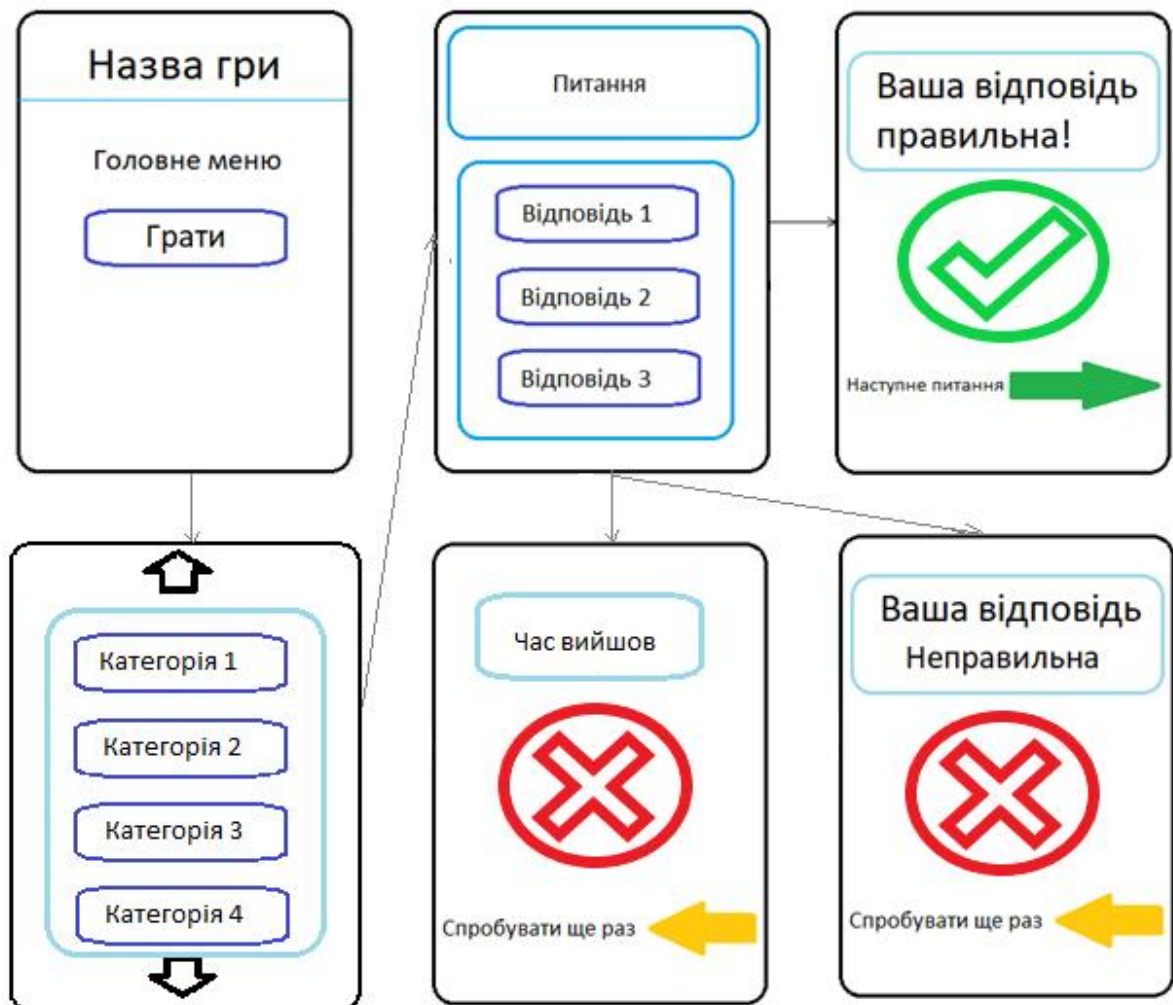 Назва гри
Головне меню
Грати
Питання
Відповідь 1
Відповідь 2
Відповідь 3
Ваша відповідь
правильна!
Наступне питання
Категорія 1
Категорія 2
Категорія 3
Категорія 4
Час вийшов
Спробувати ще раз
Ваша відповідь
Неправильна
Спробувати ще раз